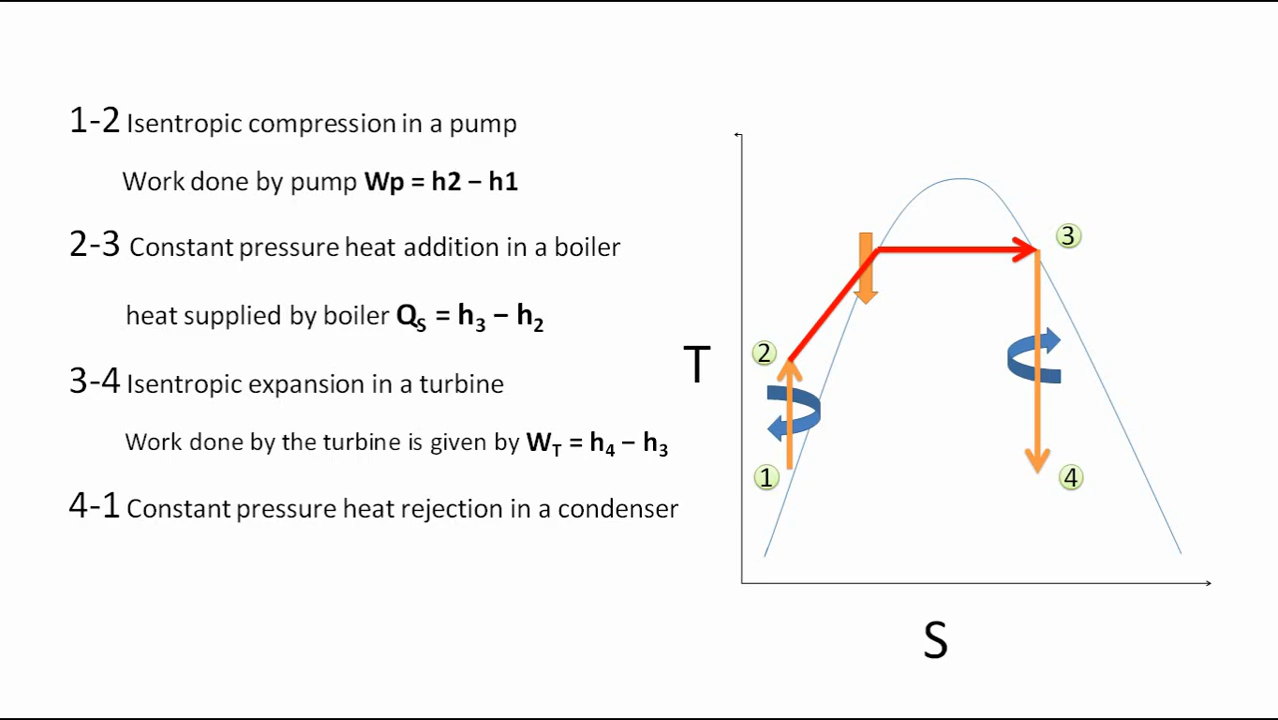 1-2 Isentropic compression in a pump
Work done by pump Wp = h2 – h1
2-3 Constant pressure heat addition in a boiler
heat supplied by boiler QS = h3 – h2
3-4 Isentropic expansion in a turbine
Work done by the turbine is given by WT = h4 – h3
4-1 Constant pressure heat rejection in a condenser
3
2
T
1
4
S